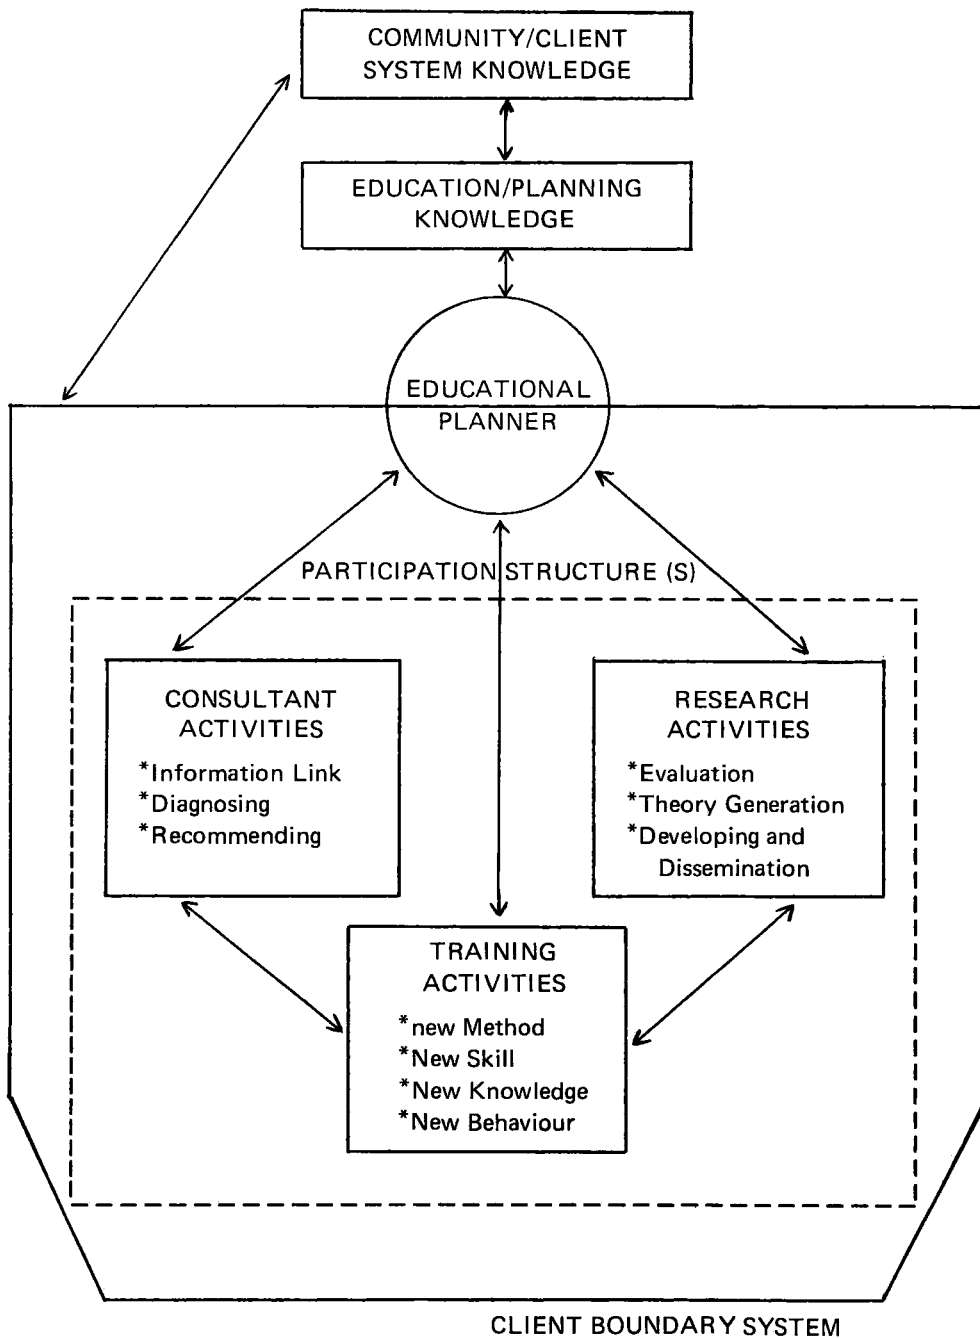 COMMUNITY/CLIENT
SYSTEM KNOWLEDGE
EDUCATION/PLANNING
KNOWLEDGE
EDUCATIONAL
PLANNER
PARTICIPATION STRUCTURE (S)
CONSULTANT
ACTIVITIES
*Information Link
*Diagnosing
*Recommending
RESEARCH
ACTIVITIES
*Evaluation
*Theory Generation
*Developing and
Dissemination
TRAINING
ACTIVITIES
*new Method
*New Skill
*New Knowledge
*New Behaviour
CLIENT BOUNDARY SYSTEM